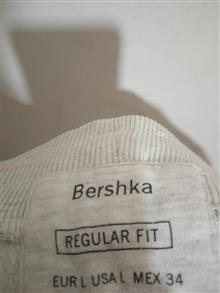 Bershka
REGULAR FIT
EUR L USA L MEX 34